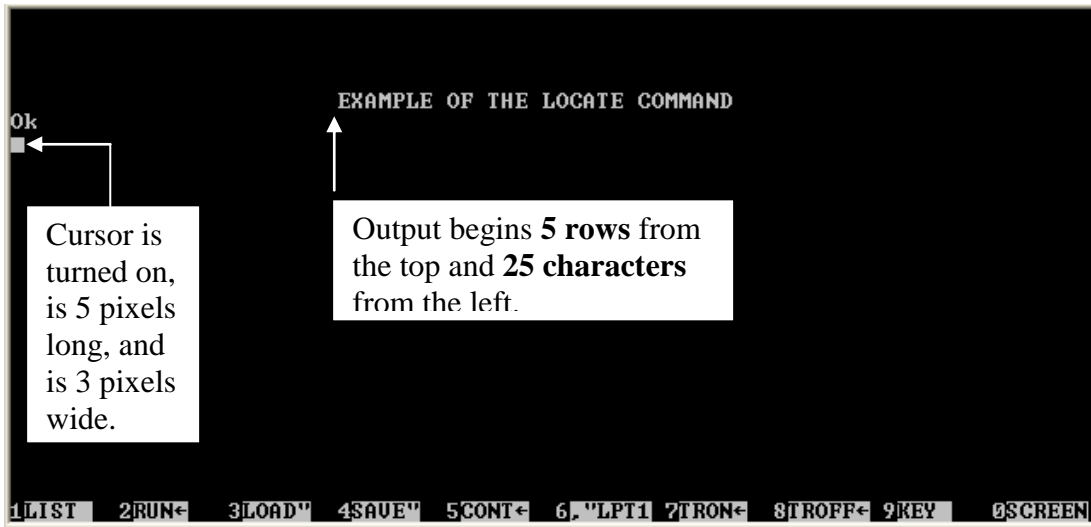 EXAMPLE OF THE LOCATE COMMAND
Ok
Cursor is
turned on,
is 5 pixels
long, and
is 3 pixels
wide.
Output begins 5 rows from
the top and 25 characters
from the left.
1LIST 2RUN← 3LOAD" 4SAVE" 5CONT← 6,"LPT1 7TRON← 8TROFF← 9KEY 0SCREEN